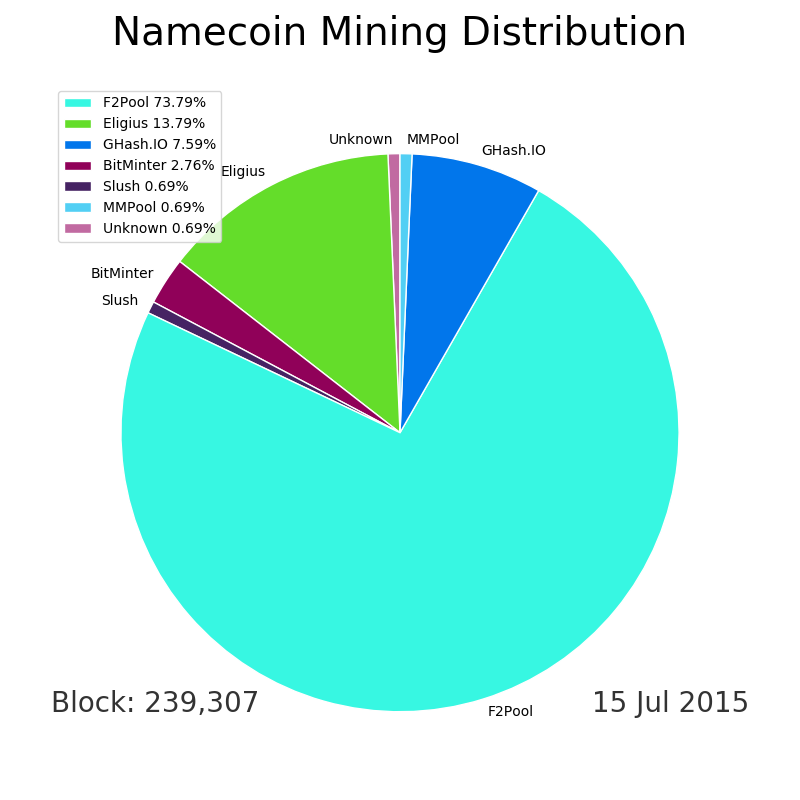 Namecoin Mining Distribution
F2Pool 73.79%
Eligius 13.79%
GHash.IO 7.59%
BitMinter 2.76%
Slush 0.69%
MMPool 0.69%
Unknown 0.69%
Unknown
MMPool
GHash.IO
Eligius
BitMinter
Slush
F2Pool
Block: 239,307
15 Jul 2015